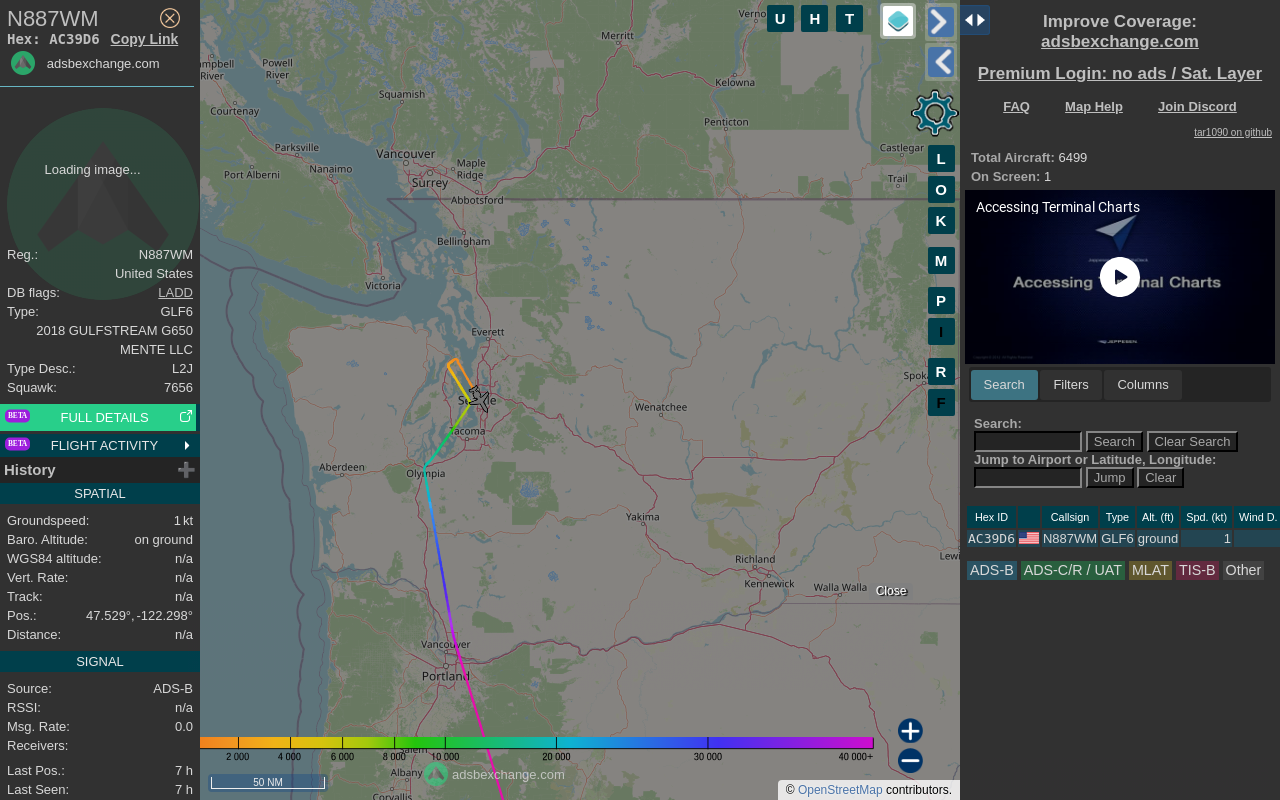 N887WM
Hex: AC39D6 Copy Link
adsbexchange.com
Loading image...
Reg.: N887WM
United States
DB flags: LADD
Type: GLF6
2018 GULFSTREAM G650
MENTE LLC
Type Desc.: L2J
Squawk: 7656
BETA FULL DETAILS
BETA FLIGHT ACTIVITY
History
SPATIAL
Groundspeed: 1 kt
Baro. Altitude: on ground
WGS84 altitude: n/a
Vert. Rate: n/a
Track: n/a
Pos.: 47.529°, -122.298°
Distance: n/a
SIGNAL
Source: ADS-B
RSSI: n/a
Msg. Rate: 0.0
Receivers:
Last Pos.: 7 h
Last Seen: 7 h
U H T
Merritt
Powell
River
River
Squamish
Kelowna
Courtenay
Penticton
Parksville
Vancouver
Castlegar
Nanaimo
Maple
Ridge
Port Alberni
Surrey
Trail
Abbotsford
Bellingham
Victoria
Everett
Wenatchee
Tacoma
Aberdeen
Olympia
Yakima
Richland
Kennewick
Walla Walla
Vancouver
Portland
Albany
Corvallis
L
O
K
M
P
I
R
F
Close
2 000 4 000 6 000 8 000 10 000 20 000 30 000 40 000+
adsbexchange.com
50 NM
© OpenStreetMap contributors.
Improve Coverage:
adsbexchange.com
Premium Login: no ads / Sat. Layer
FAQ Map Help Join Discord
tar1090 on github
Total Aircraft: 6499
On Screen: 1
Accessing Terminal Charts
Search Filters Columns
Search:
Search Clear Search
Jump to Airport or Latitude, Longitude:
Jump Clear
Hex ID Callsign Type Alt. (ft) Spd. (kt) Wind D.
AC39D6 N887WM GLF6 ground 1
ADS-B ADS-C/R / UAT MLAT TIS-B Other